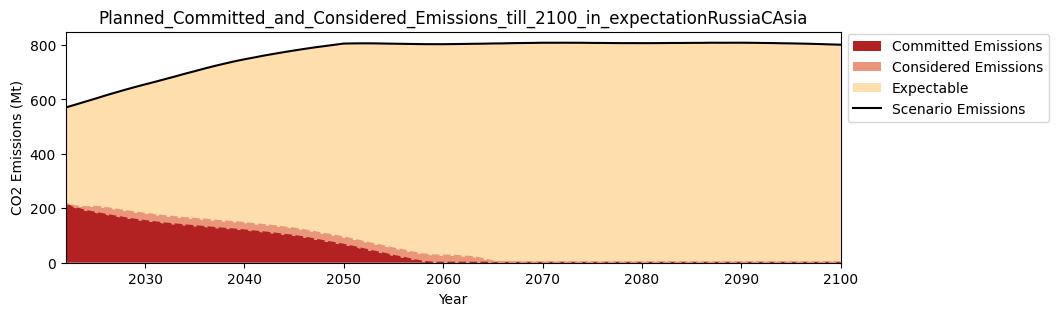 Planned_Committed_and_Considered_Emissions_till_2100_in_expectationRussiaCAsia
CO2 Emissions (Mt)
800
600
400
200
0
2030 2040 2050 2060 2070 2080 2090 2100
Year
Committed Emissions
Considered Emissions
Expectable
Scenario Emissions